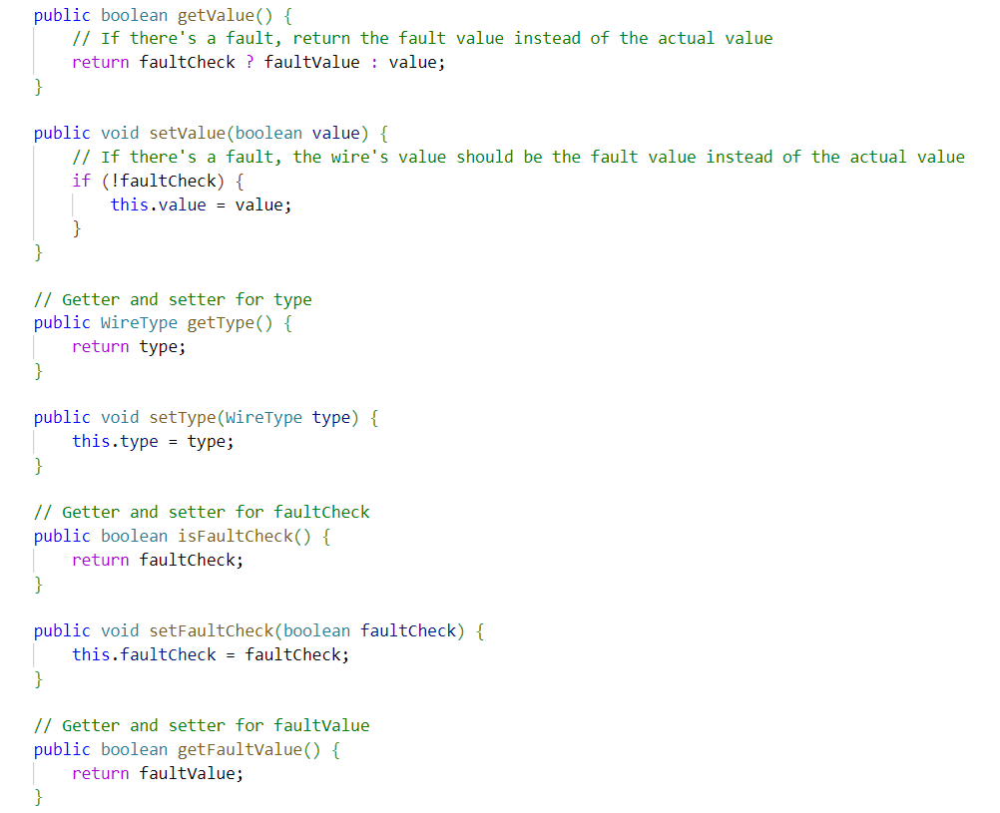 public boolean getValue() {
    // If there's a fault, return the fault value instead of the actual value
    return faultCheck ? faultValue : value;
}

public void setValue(boolean value) {
    // If there's a fault, the wire's value should be the fault value instead of the actual value
    if (!faultCheck) {
        this.value = value;
    }
}

// Getter and setter for type
public WireType getType() {
    return type;
}

public void setType(WireType type) {
    this.type = type;
}

// Getter and setter for faultCheck
public boolean isFaultCheck() {
    return faultCheck;
}

public void setFaultCheck(boolean faultCheck) {
    this.faultCheck = faultCheck;
}

// Getter and setter for faultValue
public boolean getFaultValue() {
    return faultValue;
}